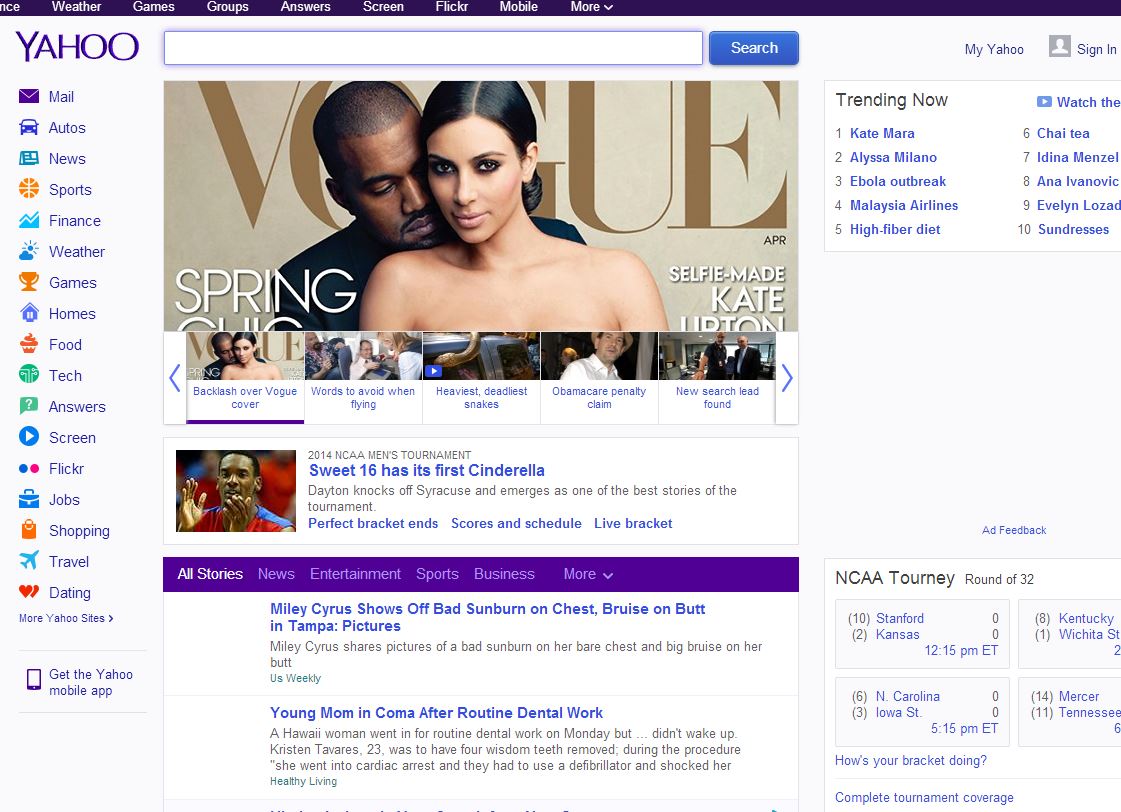 nce Weather Games Groups Answers Screen Flickr Mobile More
YAHOO
Search
My Yahoo
Sign In
Mail
Autos
News
Sports
Finance
Weather
Games
Homes
Food
Tech
Answers
Screen
Flickr
Jobs
Shopping
Travel
Dating
More Yahoo Sites
Get the Yahoo
mobile app
VOGUE
APR
SPRING
CHIC
SELFIE-MADE
KATE
UPTON
Backlash over Vogue
cover
Words to avoid when
flying
Heaviest, deadliest
snakes
Obamacare penalty
claim
New search lead
found
2014 NCAA MEN'S TOURNAMENT
Sweet 16 has its first Cinderella
Dayton knocks off Syracuse and emerges as one of the best stories of the
tournament.
Perfect bracket ends Scores and schedule Live bracket
All Stories News Entertainment Sports Business More
Miley Cyrus Shows Off Bad Sunburn on Chest, Bruise on Butt
in Tampa: Pictures
Miley Cyrus shares pictures of a bad sunburn on her bare chest and big bruise on her
butt
Us Weekly
Young Mom in Coma After Routine Dental Work
A Hawaii woman went in for routine dental work on Monday but ... didn't wake up.
Kristen Tavares, 23, was to have four wisdom teeth removed; during the procedure
"she went into cardiac arrest and they had to use a defibrillator and shocked her
Healthy Living
Trending Now
Watch the
1 Kate Mara
2 Alyssa Milano
3 Ebola outbreak
4 Malaysia Airlines
5 High-fiber diet
6 Chai tea
7 Idina Menzel
8 Ana Ivanovic
9 Evelyn Lozad
10 Sundresses
Ad Feedback
NCAA Tourney Round of 32
(10) Stanford 0
(2) Kansas 0
12:15 pm ET
(8) Kentucky
(1) Wichita St
2
(6) N. Carolina 0
(3) Iowa St. 0
5:15 pm ET
(14) Mercer
(11) Tennessee
6
How's your bracket doing?
Complete tournament coverage